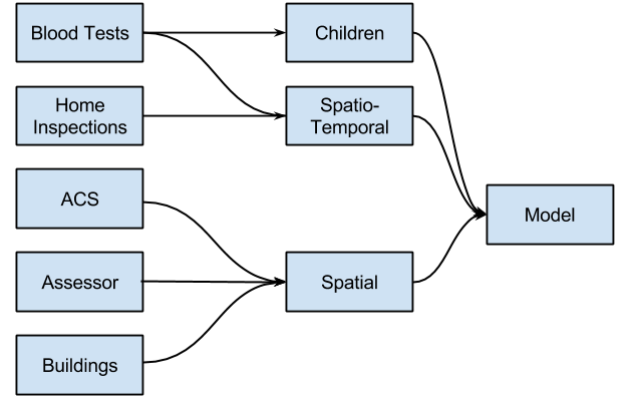 Blood Tests
Children
Home
Inspections
Spatio-
Temporal
ACS
Model
Assessor
Spatial
Buildings